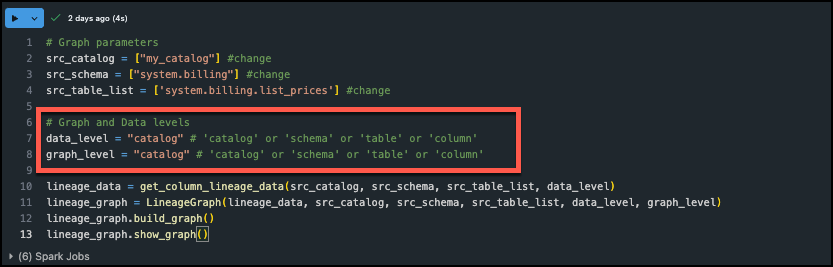 2 days ago (4s)
1 # Graph parameters
2 src_catalog = ["my_catalog"] #change
3 src_schema = ["system.billing"] #change
4 src_table_list = ['system.billing.list_prices'] #change
5
6 # Graph and Data levels
7 data_level = "catalog" # 'catalog' or 'schema' or 'table' or 'column'
8 graph_level = "catalog" # 'catalog' or 'schema' or 'table' or 'column'
9
10 lineage_data = get_column_lineage_data(src_catalog, src_schema, src_table_list, data_level)
11 lineage_graph = LineageGraph(lineage_data, src_catalog, src_schema, src_table_list, data_level, graph_level)
12 lineage_graph.build_graph()
13 lineage_graph.show_graph()
(6) Spark Jobs